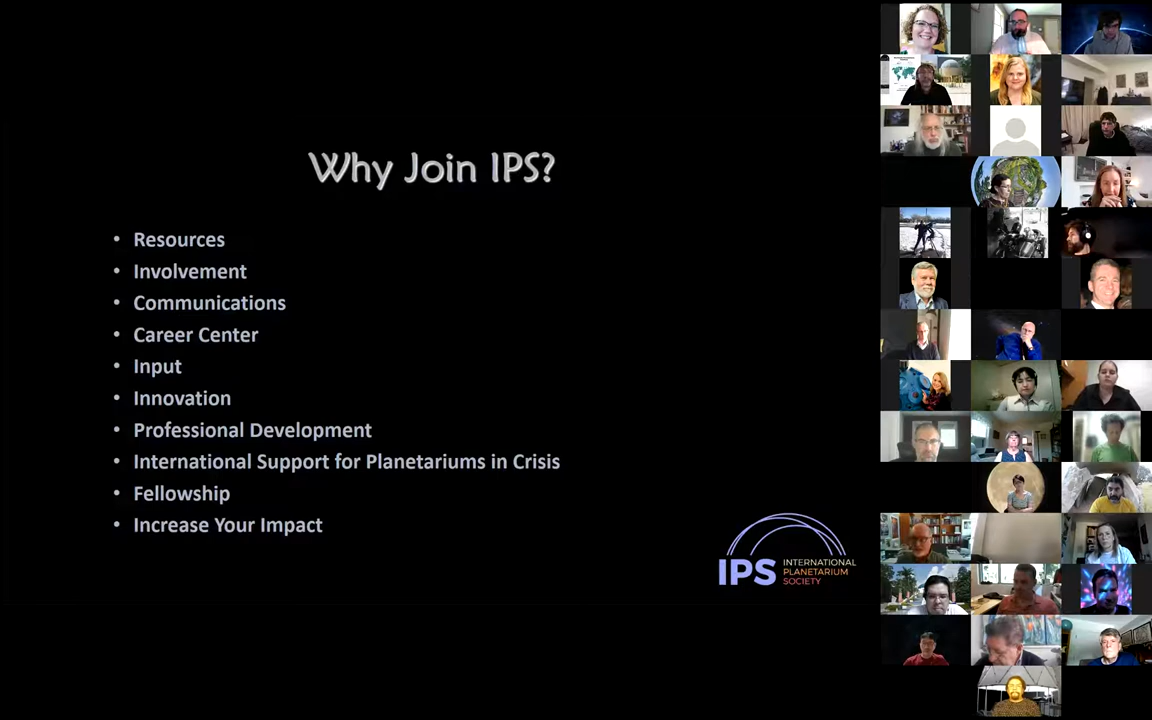 Why Join IPS?
• Resources
• Involvement
• Communications
• Career Center
• Input
• Innovation
• Professional Development
• International Support for Planetariums in Crisis
• Fellowship
• Increase Your Impact
IPS INTERNATIONAL
PLANETARIUM
SOCIETY